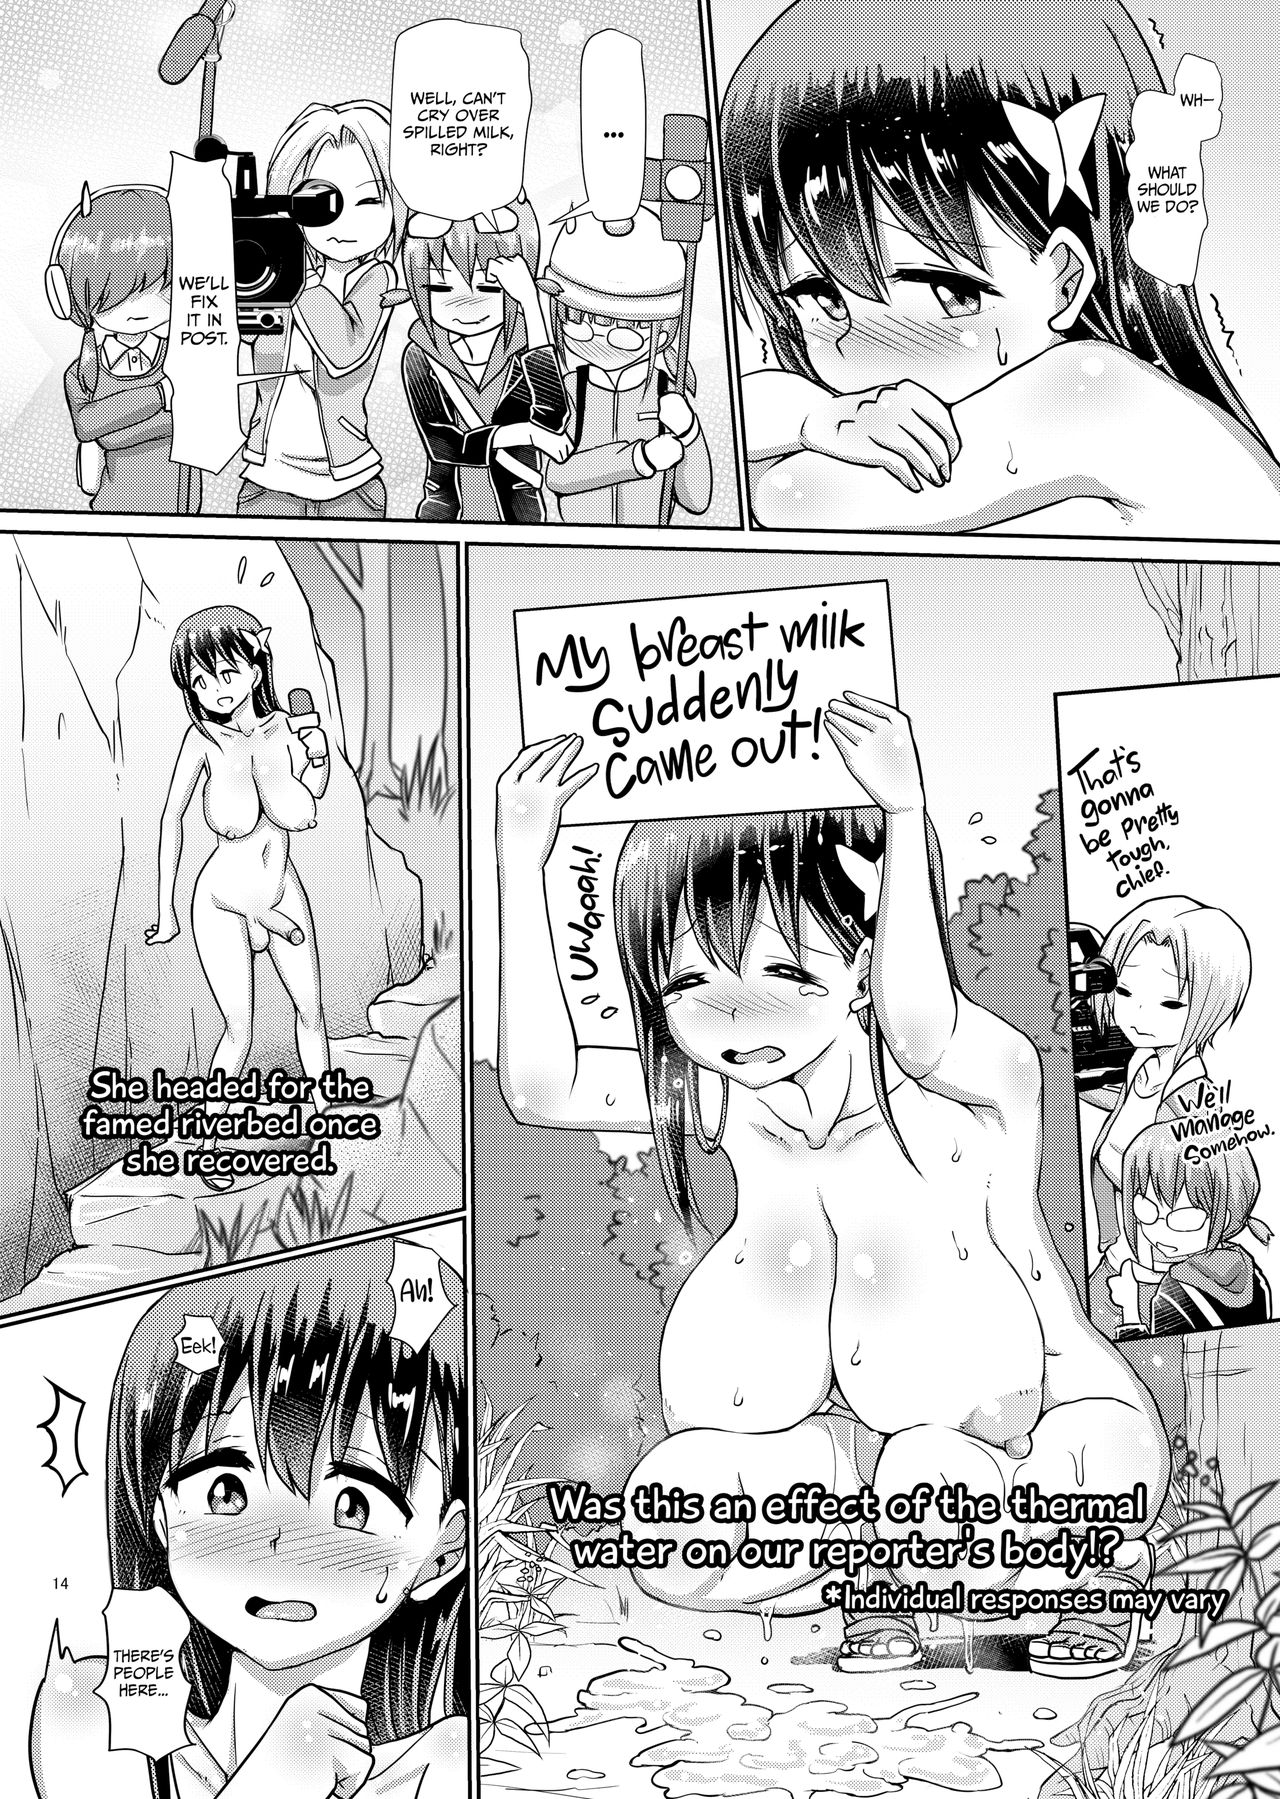 WH—
WHAT
SHOULD
WE DO?
...
WELL, CAN'T
CRY OVER
SPILLED MILK,
RIGHT?
WE'LL
FIX
IT IN
POST.
My breast milk
suddenly
came out!
Uwaah!
That's
gonna
be pretty
tough,
chief.
We'll
manage
somehow.
Was this an effect of the thermal
water on our reporter's body!?
*Individual responses may vary
She headed for the
famed riverbed once
she recovered.
Ah!
Eek!
THERE'S
PEOPLE
HERE...
14